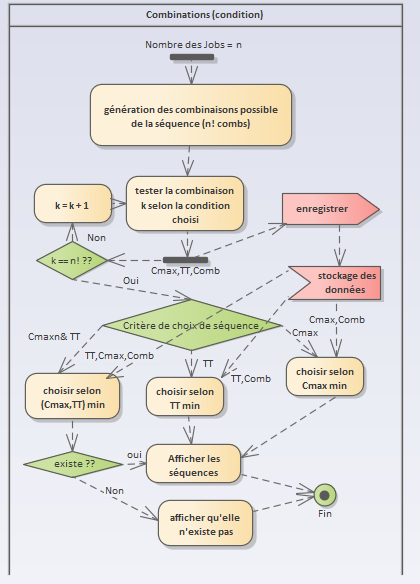 Combinations (condition)
Nombre des Jobs = n
génération des combinaisons possible
de la séquence (n! combs)
k = k + 1
tester la combinaison
k selon la condition
choisi
enregistrer
Non
k == n! ??
Cmax,TT,Comb
stockage des
données
Oui
Cmax,Comb
Critère de choix de séquence
Cmax
Cmaxn& TT
TT,Cmax,Comb
TT
TT,Comb
choisir selon
(Cmax,TT) min
choisir selon
TT min
choisir selon
Cmax min
existe ??
oui
Afficher les
séquences
Non
afficher qu'elle
n'existe pas
Fin